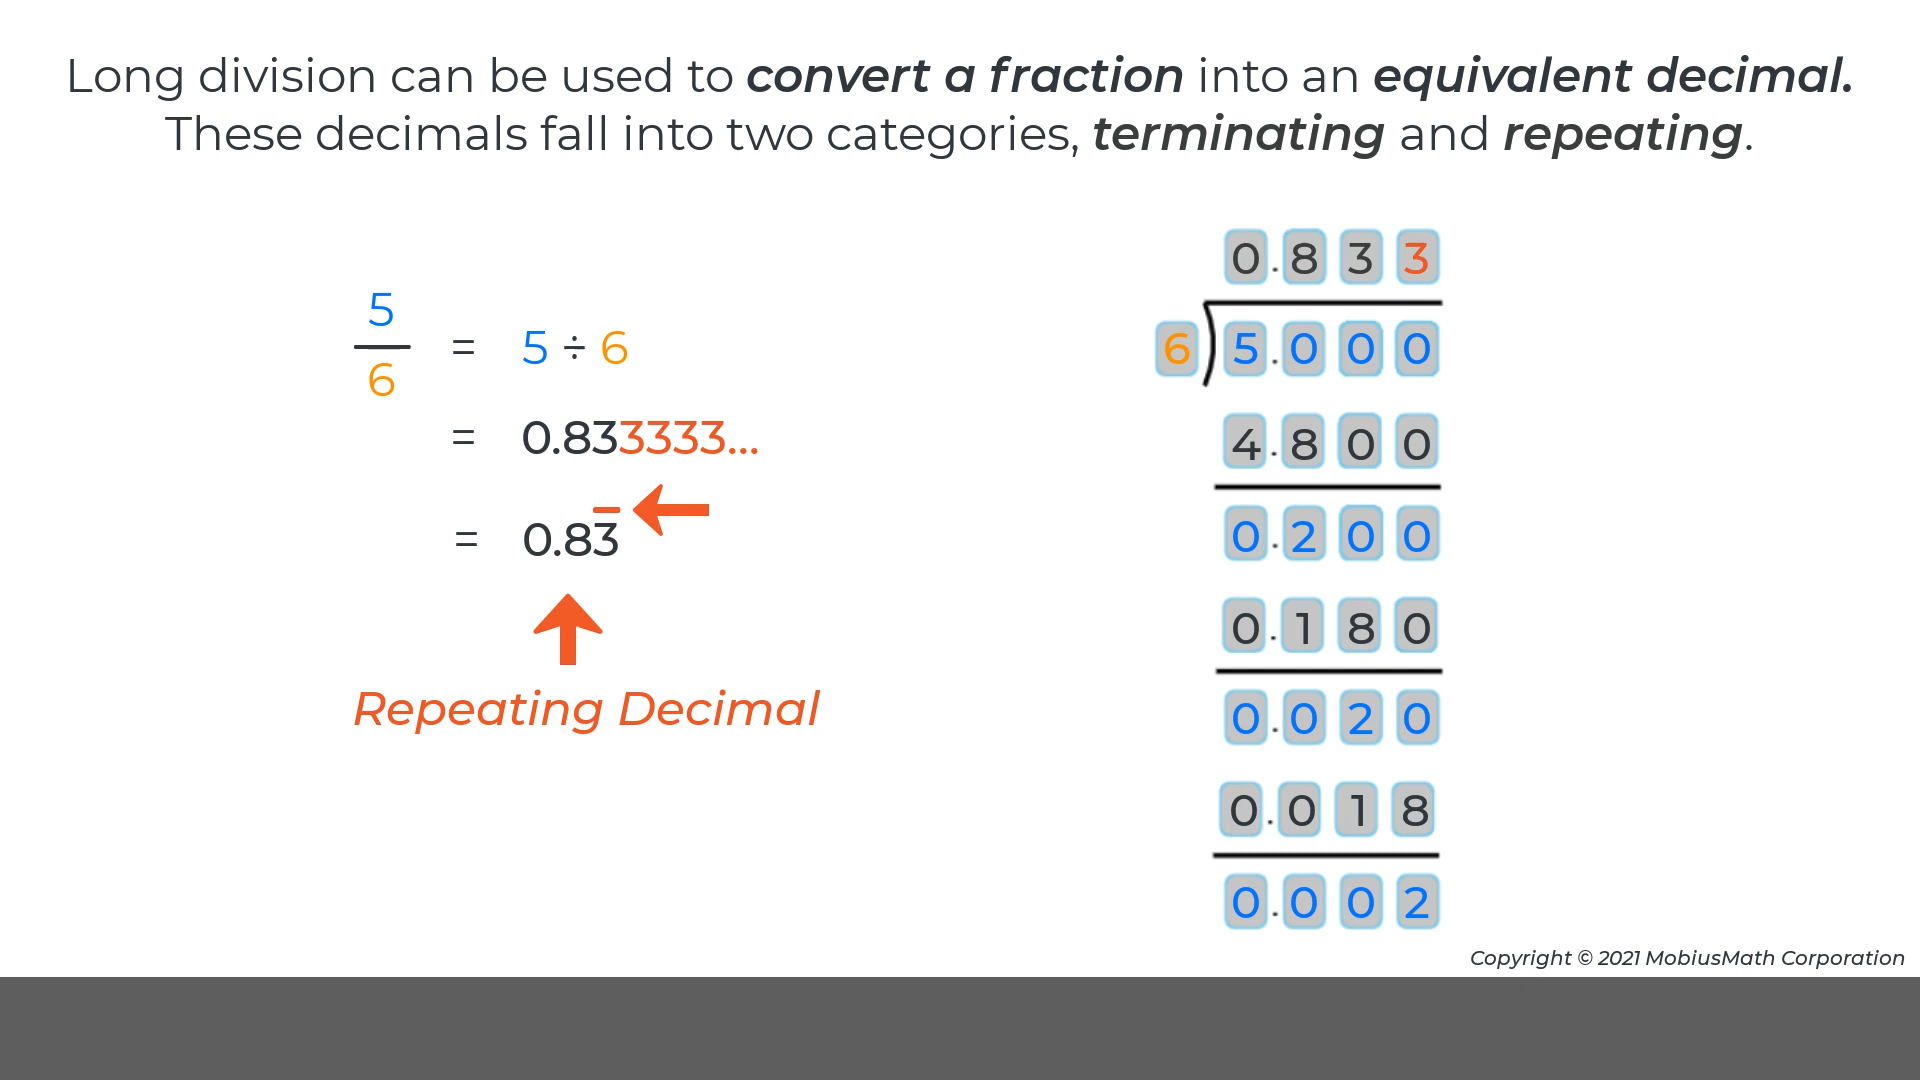 Long division can be used to convert a fraction into an equivalent decimal.
These decimals fall into two categories, terminating and repeating.
5
6
= 5 ÷ 6
= 0.833333...
= 0.83̅
Repeating Decimal
0.833
6 5.000
4.800
0.200
0.180
0.020
0.018
0.002
Copyright © 2021 MobiusMath Corporation